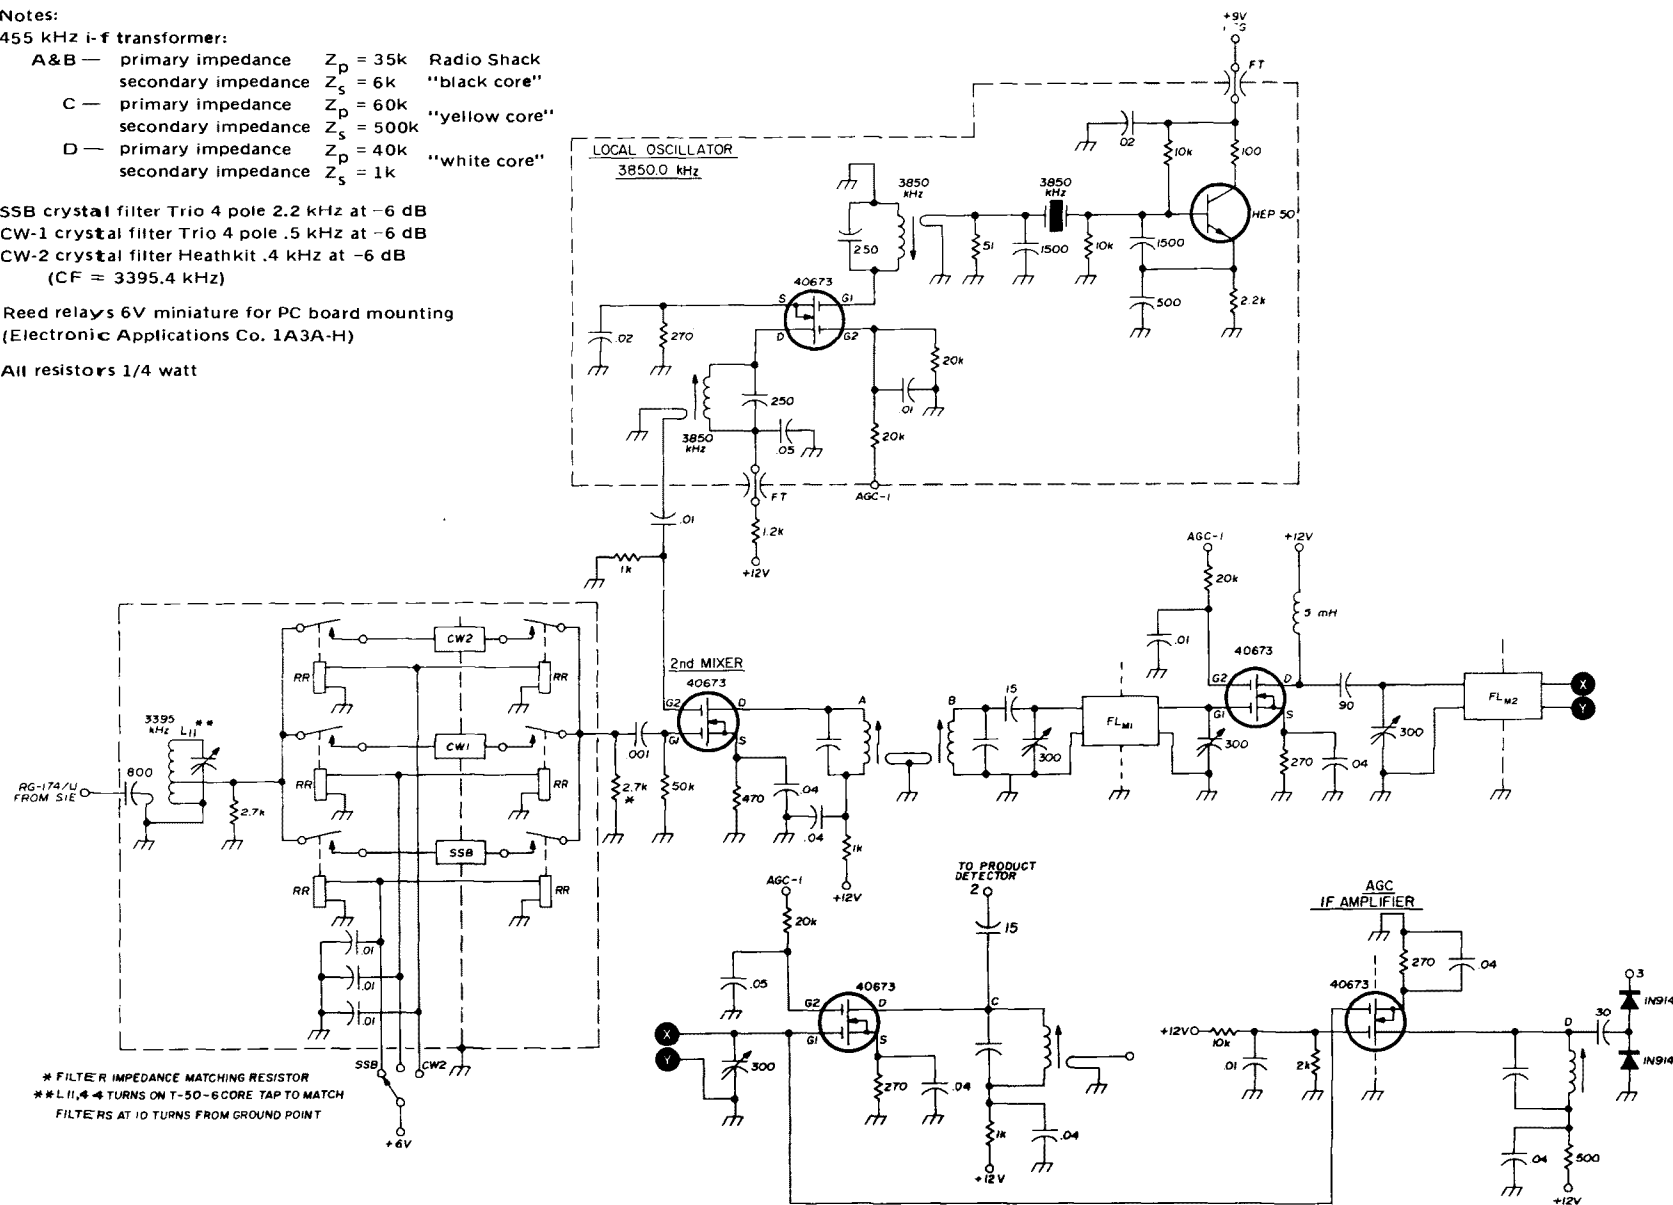 Notes:
455 kHz i-f transformer:
A&B — primary impedance Zp = 35k Radio Shack
secondary impedance Zs = 6k "black core"
C — primary impedance Zp = 60k
secondary impedance Zs = 500k "yellow core"
D — primary impedance Zp = 40k
secondary impedance Zs = 1k "white core"
SSB crystal filter Trio 4 pole 2.2 kHz at -6 dB
CW-1 crystal filter Trio 4 pole .5 kHz at -6 dB
CW-2 crystal filter Heathkit .4 kHz at -6 dB
(CF = 3395.4 kHz)
Reed relays 6V miniature for PC board mounting
(Electronic Applications Co. 1A3A-H)
All resistors 1/4 watt
+9V
FT
LOCAL OSCILLATOR
3850.0 kHz
.02
10k
100
HEP 50
3850 kHz
250
3850 kHz
51
1500
10k
1500
500
2.2k
40673
S
G1
D
G2
.02
270
250
3850 kHz
.05
20k
.01
20k
FT
AGC-1
.01
1.2k
+12V
1k
AGC-1
20k
+12V
5 mH
.01
40673
G2
D
G1
S
300
270
.04
90
300
FLM2
X
Y
2nd MIXER
40673
G2
D
G1
S
.001
2.7k
*
50k
470
.04
.04
1k
+12V
A
B
15
300
FLM1
CW2
RR
RR
CW1
RR
RR
SSB
RR
RR
3395 kHz
L11
**
800
RG-174/U
FROM S1E
2.7k
.01
.01
.01
SSB
CW2
+6V
* FILTER IMPEDANCE MATCHING RESISTOR
** L11, 44 TURNS ON T-50-6 CORE TAP TO MATCH
FILTERS AT 10 TURNS FROM GROUND POINT
AGC-1
20k
.05
40673
G2
D
G1
S
X
Y
300
270
.04
TO PRODUCT
DETECTOR
2
15
C
1k
.04
+12V
AGC
IF AMPLIFIER
270
.04
40673
+12V
10k
.01
2k
D
30
3
1N914
1N914
.04
500
+12V